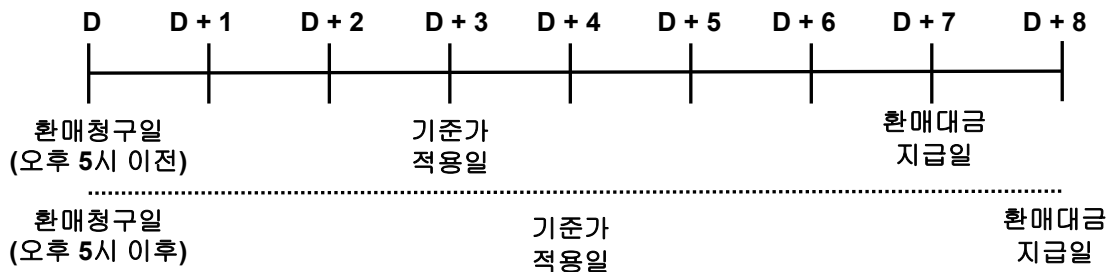 D D + 1 D + 2 D + 3 D + 4 D + 5 D + 6 D + 7 D + 8
환매청구일 기준가 환매대금
(오후 5시 이전) 적용일 지급일
환매청구일 기준가 환매대금
(오후 5시 이후) 적용일 지급일